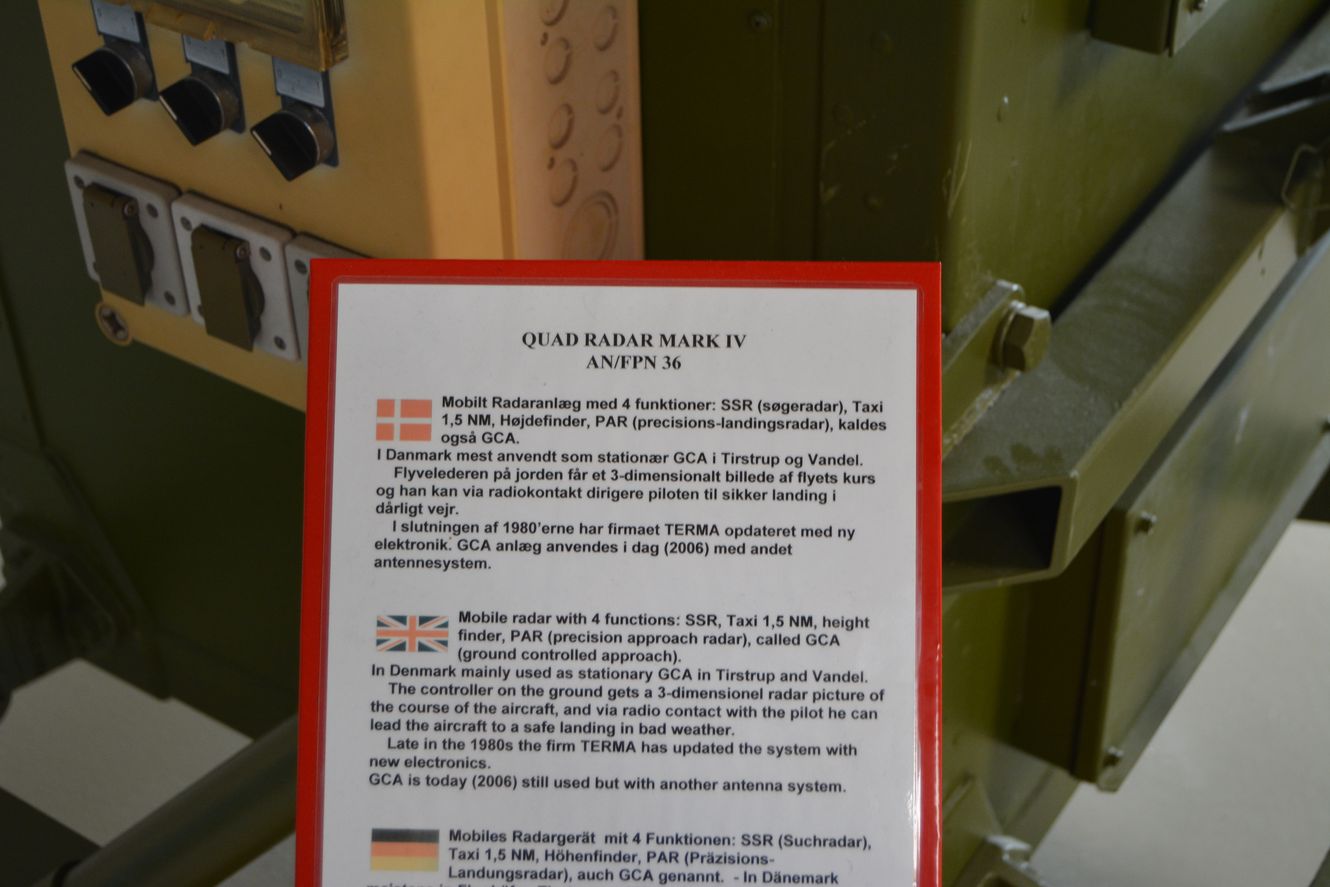 QUAD RADAR MARK IV
AN/FPN 36
Mobilt Radaranlæg med 4 funktioner: SSR (søgeradar), Taxi
1,5 NM, Højdefinder, PAR (precisions-landingsradar), kaldes
også GCA.
I Danmark mest anvendt som stationær GCA i Tirstrup og Vandel.
Flyvelederen på jorden får et 3-dimensionalt billede af flyets kurs
og han kan via radiokontakt dirigere piloten til sikker landing i
dårligt vejr.
I slutningen af 1980’erne har firmaet TERMA opdateret med ny
elektronik. GCA anlæg anvendes i dag (2006) med andet
antennesystem.
Mobile radar with 4 functions: SSR, Taxi 1,5 NM, height
finder, PAR (precision approach radar), called GCA
(ground controlled approach).
In Denmark mainly used as stationary GCA in Tirstrup and Vandel.
The controller on the ground gets a 3-dimensionel radar picture of
the course of the aircraft, and via radio contact with the pilot he can
lead the aircraft to a safe landing in bad weather.
Late in the 1980s the firm TERMA has updated the system with
new electronics.
GCA is today (2006) still used but with another antenna system.
Mobiles Radargerät mit 4 Funktionen: SSR (Suchradar),
Taxi 1,5 NM, Höhenfinder, PAR (Präzisions-
Landungsradar), auch GCA genannt. - In Dänemark